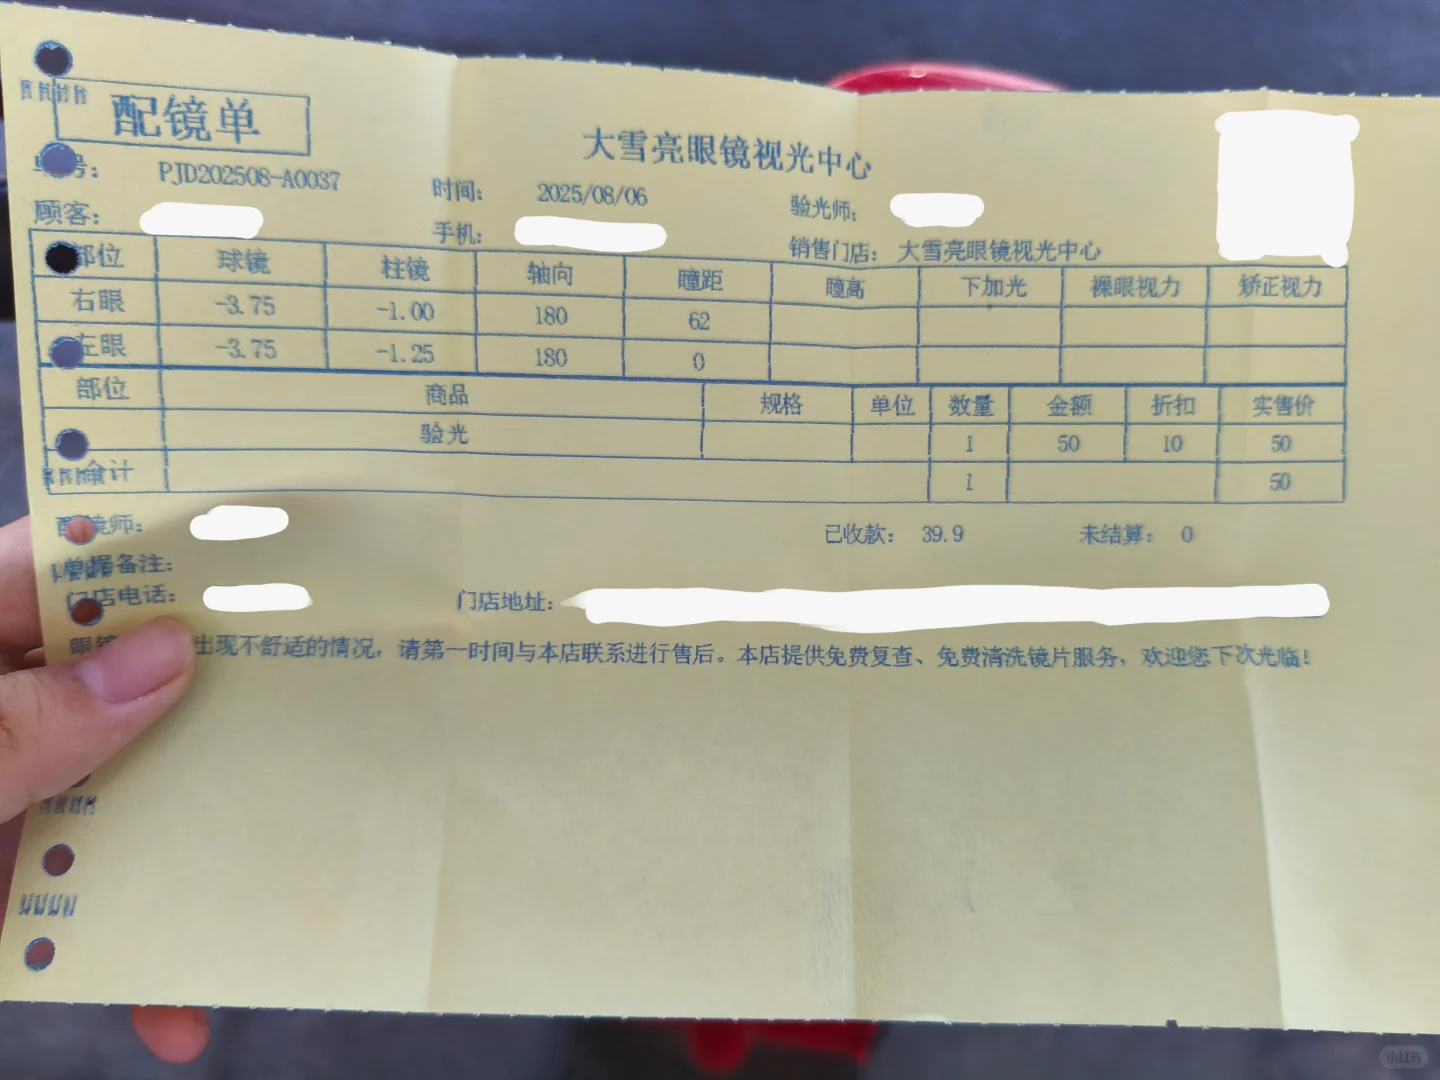 配镜单
大雪亮眼镜视光中心
号: PJD202508-A0037 时间: 2025/08/06 验光师:
顾客: 手机: 销售门店: 大雪亮眼镜视光中心
部位 球镜 柱镜 轴向 瞳距 瞳高 下加光 裸眼视力 矫正视力
右眼 -3.75 -1.00 180 62
左眼 -3.75 -1.25 180 0
部位 商品 规格 单位 数量 金额 折扣 实售价
验光 1 50 10 50
合计 1 50
配镜师: 已收款: 39.9 未结算: 0
单据备注:
门店电话: 门店地址:
眼镜 出现不舒适的情况，请第一时间与本店联系进行售后。本店提供免费复查、免费清洗镜片服务，欢迎您下次光临!
小红书